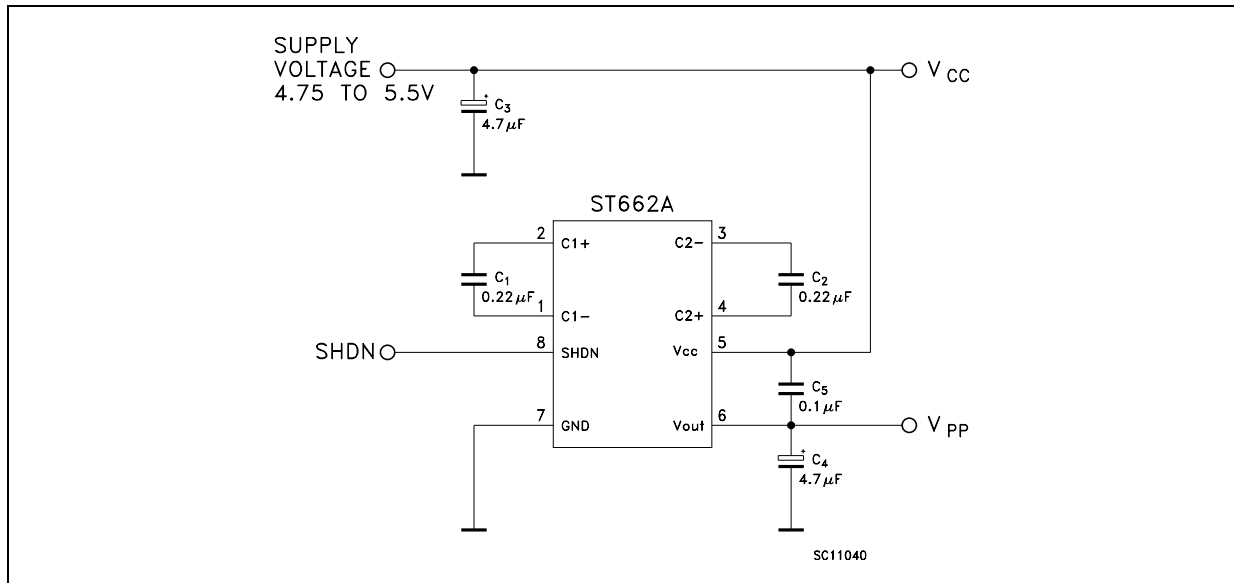 SUPPLY
VOLTAGE
4.75 TO 5.5V
V CC
+
C3
4.7µF
ST662A
2
C1+
C2-
3
C1
0.22µF
C2
0.22µF
1
C1-
C2+
4
SHDN
8
SHDN
Vcc
5
C5
0.1µF
7
GND
Vout
6
V PP
+
C4
4.7µF
SC11040